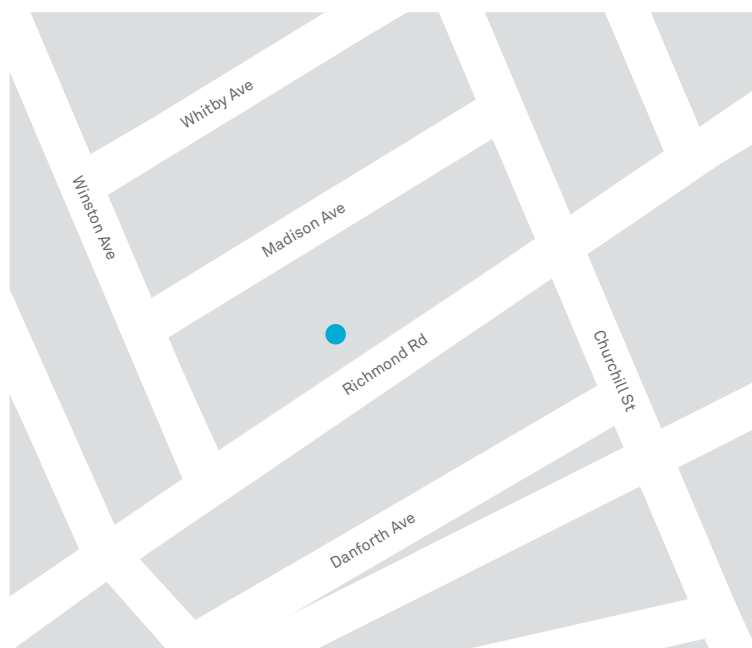 Whitby Ave
Winston Ave
Madison Ave
Richmond Rd
Churchill St
Danforth Ave